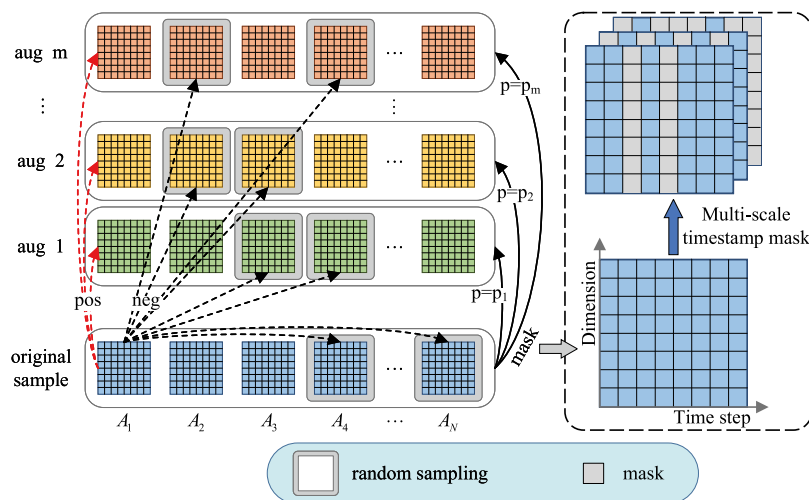 aug m
⋮
⋮
aug 2
aug 1
pos
neg
original
sample
...
...
...
...
p=pₘ
p=p₂
p=p₁
mask
A₁ A₂ A₃ A₄ ... A_N
Multi-scale
timestamp mask
Dimension
Time step
random sampling
mask